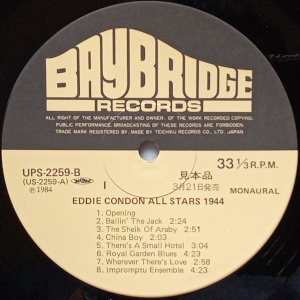 BAYBRIDGE
RECORDS
ALL RIGHT OF THE MANUFACTURER AND OWNER. OF THE WORK RECORDED COPYING.
PUBLIC PERFORMANCE. BROADCASTING OF THESE RECORDS ARE FORBIDDEN.
TRADE MARK REGISTERED. BY. MADE BY TEICHIKU RECORDS CO., LTD. JAPAN
UPS-2259-B
(US-2259-A)
℗ 1984
I
見本品
3月21日発売
33 1/3 R.P.M.
MONAURAL
EDDIE CONDON ALL STARS 1944
1. Opening
2. Ballin' The Jack 2:24
3. The Sheik Of Araby 2:51
4. China Boy 2:34
5. There's A Small Hotel 3:05
6. Royal Garden Blues 4:31
7. Wherever There's Love 2:58
8. Impromptu Ensemble 4:23